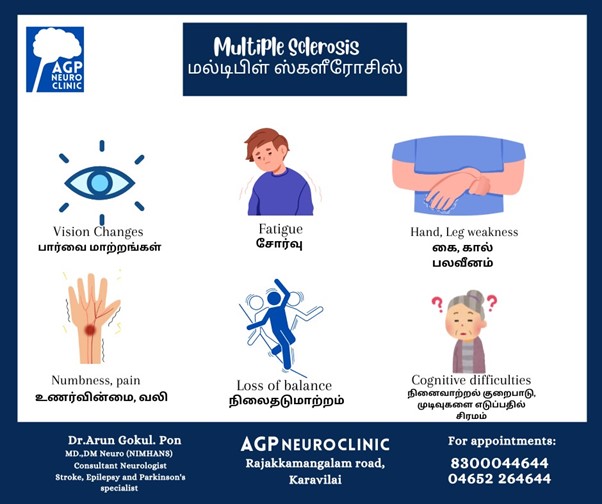 AGP
NEURO
CLINIC
Multiple Sclerosis
மல்டிபிள் ஸ்களீரோசிஸ்
Vision Changes
பார்வை மாற்றங்கள்
Fatigue
சோர்வு
Hand, Leg weakness
கை, கால்
பலவீனம்
Numbness, pain
உணர்வின்மை, வலி
Loss of balance
நிலைதடுமாற்றம்
Cognitive difficulties
நினைவாற்றல் குறைபாடு,
முடிவுகளை எடுப்பதில்
சிரமம்
Dr.Arun Gokul. Pon
MD.,DM Neuro (NIMHANS)
Consultant Neurologist
Stroke, Epilepsy and Parkinson's
specialist
AGP NEUROCLINIC
Rajakkamangalam road,
Karavilai
For appointments:
8300044644
04652 264644